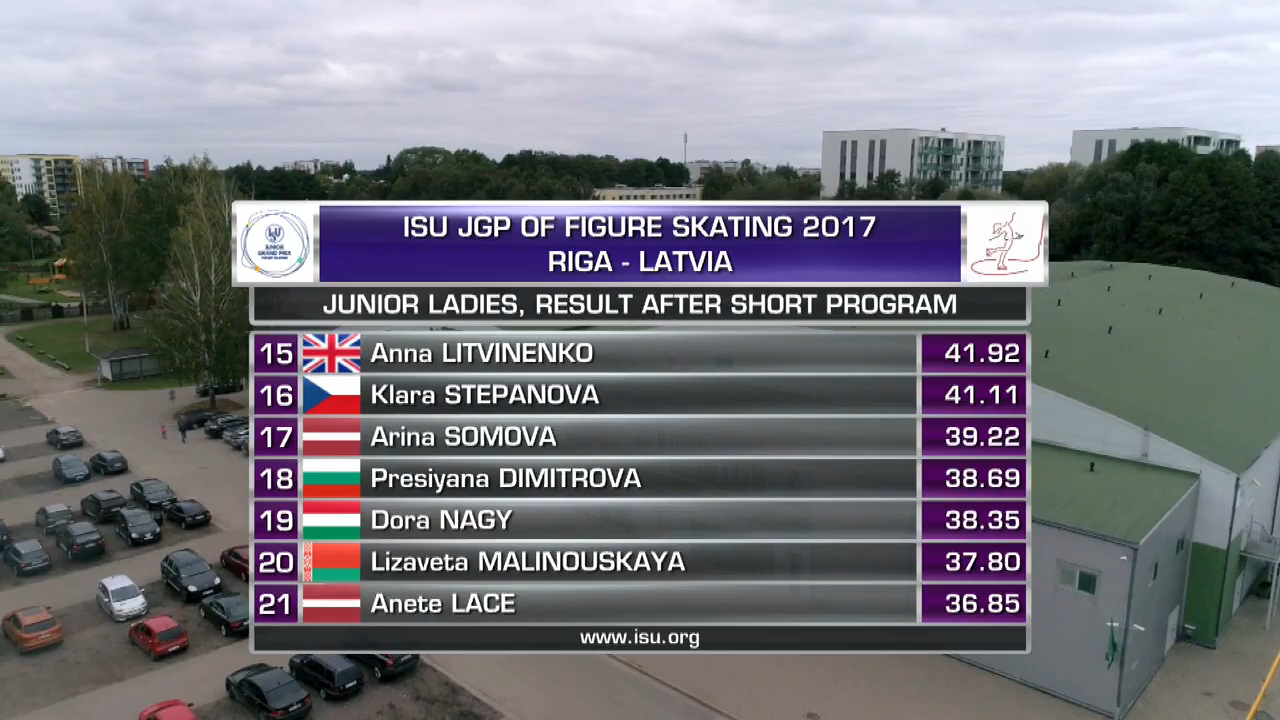 ISU JGP OF FIGURE SKATING 2017
RIGA - LATVIA
JUNIOR LADIES, RESULT AFTER SHORT PROGRAM
15 Anna LITVINENKO 41.92
16 Klara STEPANOVA 41.11
17 Arina SOMOVA 39.22
18 Presiyana DIMITROVA 38.69
19 Dora NAGY 38.35
20 Lizaveta MALINOUSKAYA 37.80
21 Anete LACE 36.85
www.isu.org